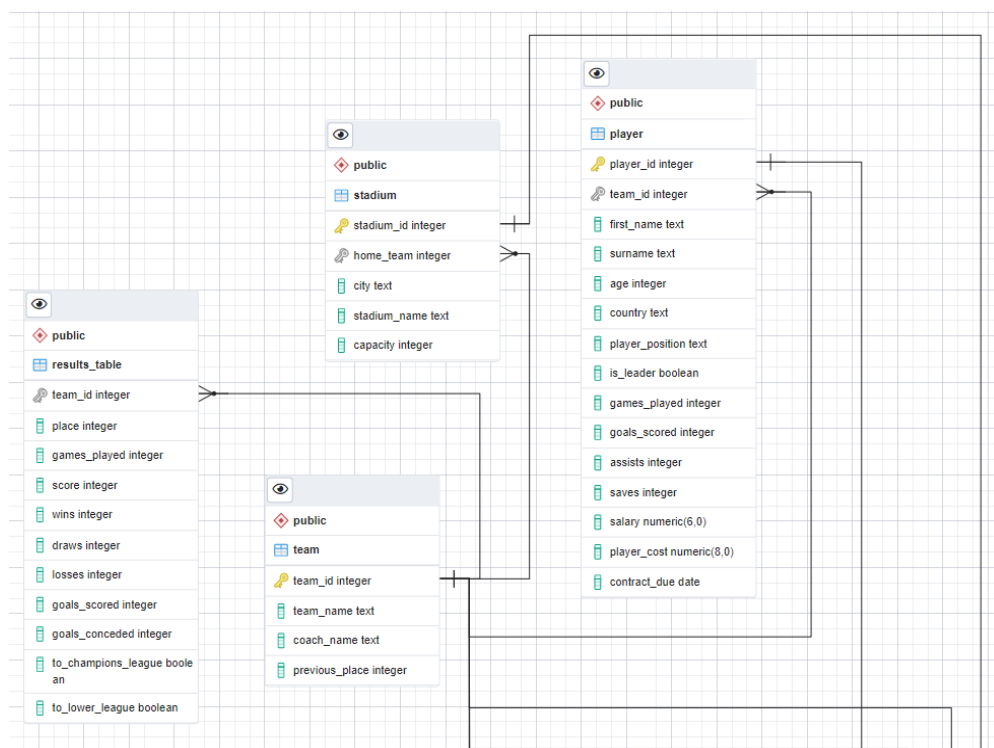 public
player
player_id integer
team_id integer
first_name text
surname text
age integer
country text
player_position text
is_leader boolean
games_played integer
goals_scored integer
assists integer
saves integer
salary numeric(6,0)
player_cost numeric(8,0)
contract_due date
public
stadium
stadium_id integer
home_team integer
city text
stadium_name text
capacity integer
public
results_table
team_id integer
place integer
games_played integer
score integer
wins integer
draws integer
losses integer
goals_scored integer
goals_conceded integer
to_champions_league boole
an
to_lower_league boolean
public
team
team_id integer
team_name text
coach_name text
previous_place integer